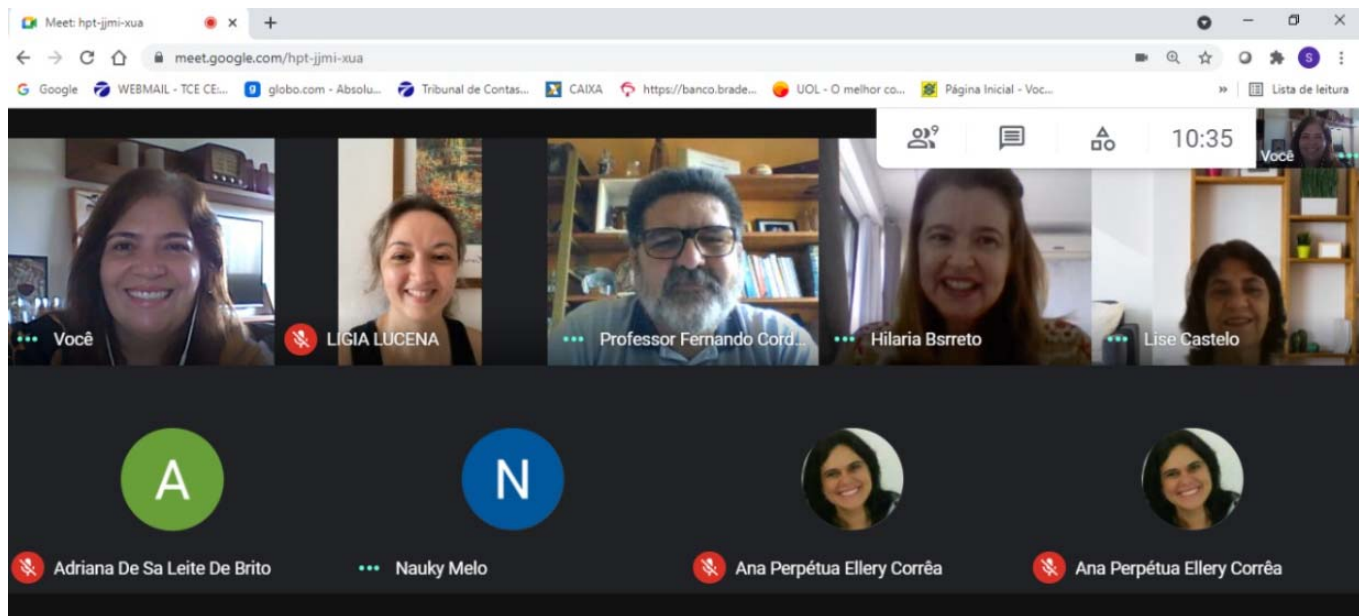 Meet: hpt-jjmi-xua
meet.google.com/hpt-jjmi-xua
S
Google WEBMAIL - TCE CE:... globo.com - Absolu... Tribunal de Contas... CAIXA https://banco.brade... UOL - O melhor co... Página Inicial - Voc... » Lista de leitura
9 10:35
Você
Você LIGIA LUCENA Professor Fernando Cord... Hilaria Bsrreto Lise Castelo
A N
Adriana De Sa Leite De Brito Nauky Melo Ana Perpétua Ellery Corrêa Ana Perpétua Ellery Corrêa